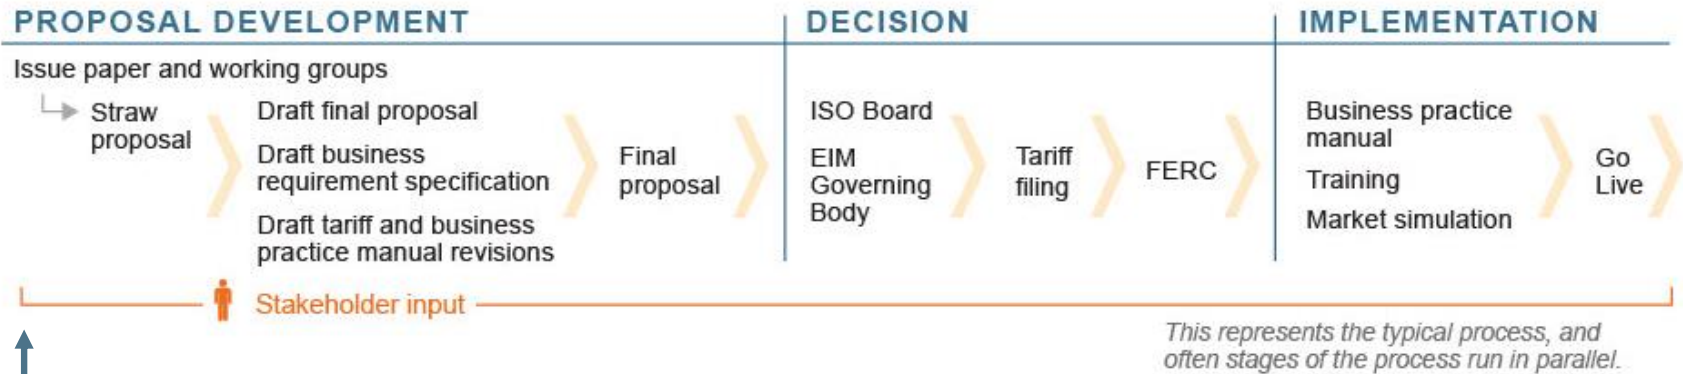 PROPOSAL DEVELOPMENT
Issue paper and working groups
Straw
proposal
Draft final proposal
Draft business
requirement specification
Draft tariff and business
practice manual revisions
Final
proposal
DECISION
ISO Board
EIM
Governing
Body
Tariff
filing
FERC
IMPLEMENTATION
Business practice
manual
Training
Market simulation
Go
Live
Stakeholder input
This represents the typical process, and
often stages of the process run in parallel.